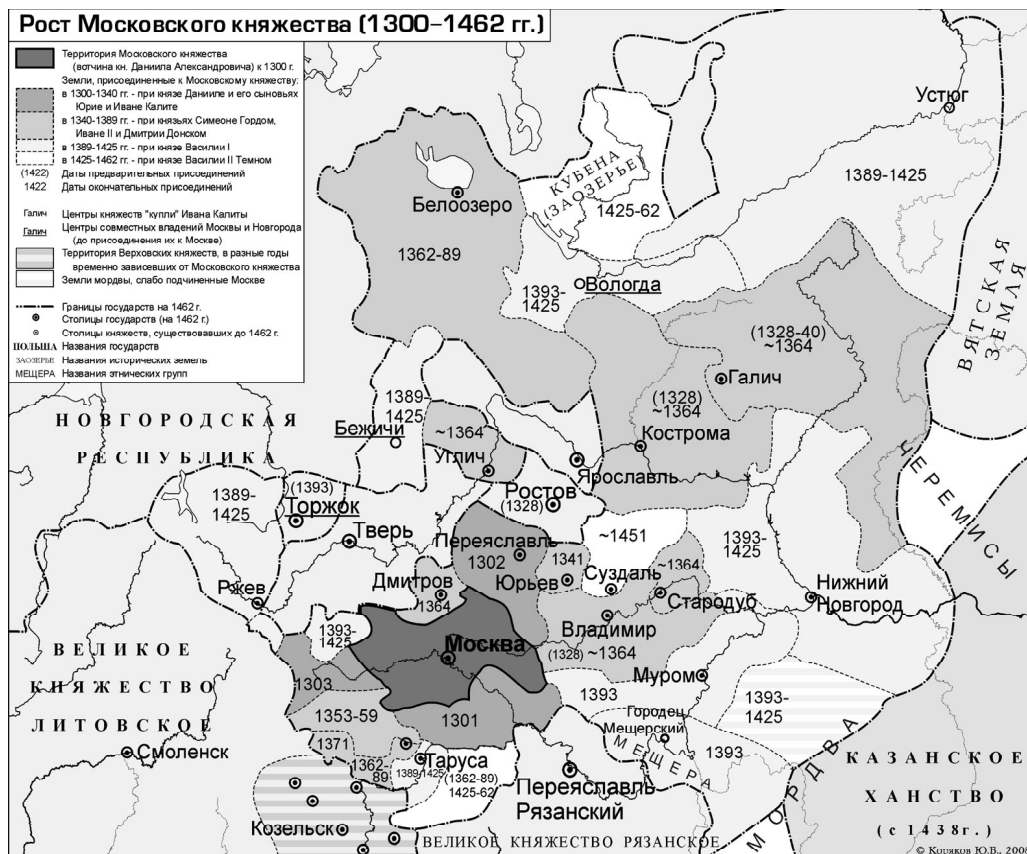 Рост Московского княжества (1300–1462 гг.)
Территория Московского княжества
(вотчина кн. Даниила Александровича) к 1300 г.
Земли, присоединенные к Московскому княжеству:
в 1300-1340 гг. - при князе Данииле и его сыновьях
Юрие и Иване Калите
в 1340-1389 гг. - при князьях Симеоне Гордом,
Иване II и Дмитрии Донском
в 1389-1425 гг. - при князе Василии I
в 1425-1462 гг. - при князе Василии II Темном
(1422) Даты предварительных присоединений
1422 Даты окончательных присоединений
Галич Центры княжеств "купли" Ивана Калиты
Галич Центры совместных владений Москвы и Новгорода
(до присоединения их к Москве)
Территория Верховских княжеств, в разные годы
временно зависевших от Московского княжества
Земли мордвы, слабо подчиненные Москве
Границы государств на 1462 г.
Столицы государств (на 1462 г.)
Столицы княжеств, существовавших до 1462 г.
ПОЛЬША Названия государств
ЗАОЗЕРЬЕ Названия исторических земель
МЕЩЕРА Названия этнических групп
Устюг
КУБЕНА
(ЗАОЗЕРЬЕ)
1389-1425
Белоозеро
1425-62
1362-89
1393-
1425
Вологда
ВЯТСКАЯ
ЗЕМЛЯ
(1328-40)
~1364
Галич
(1328)
~1364
Кострома
1389-
1425
Бежичи
НОВГОРОДСКАЯ
РЕСПУБЛИКА
~1364
Углич
Ярославль
ЧЕРЕМИСЫ
1389-
1425
(1393)
Торжок
Ростов
(1328)
Тверь
Переяславль
1302
~1451
1393-
1425
1341
Юрьев
Суздаль
~1364
Стародуб
Нижний
Новгород
Дмитров
1364
Ржев
Владимир
(1328) ~1364
1393-
1425
Москва
Муром
ВЕЛИКОЕ
КНЯЖЕСТВО
ЛИТОВСКОЕ
1303
1393
1393-
1425
1353-59
1301
Городец
Мещерский
МЕЩЕРА
1393
Смоленск
1371
1362-
89
Таруса
1389-1425
(1362-89)
1425-62
Переяславль
Рязанский
МОРДВА
КАЗАНСКОЕ
ХАНСТВО
(с 1438г.)
Козельск
ВЕЛИКОЕ КНЯЖЕСТВО РЯЗАНСКОЕ
© Коряков Ю.В., 2008